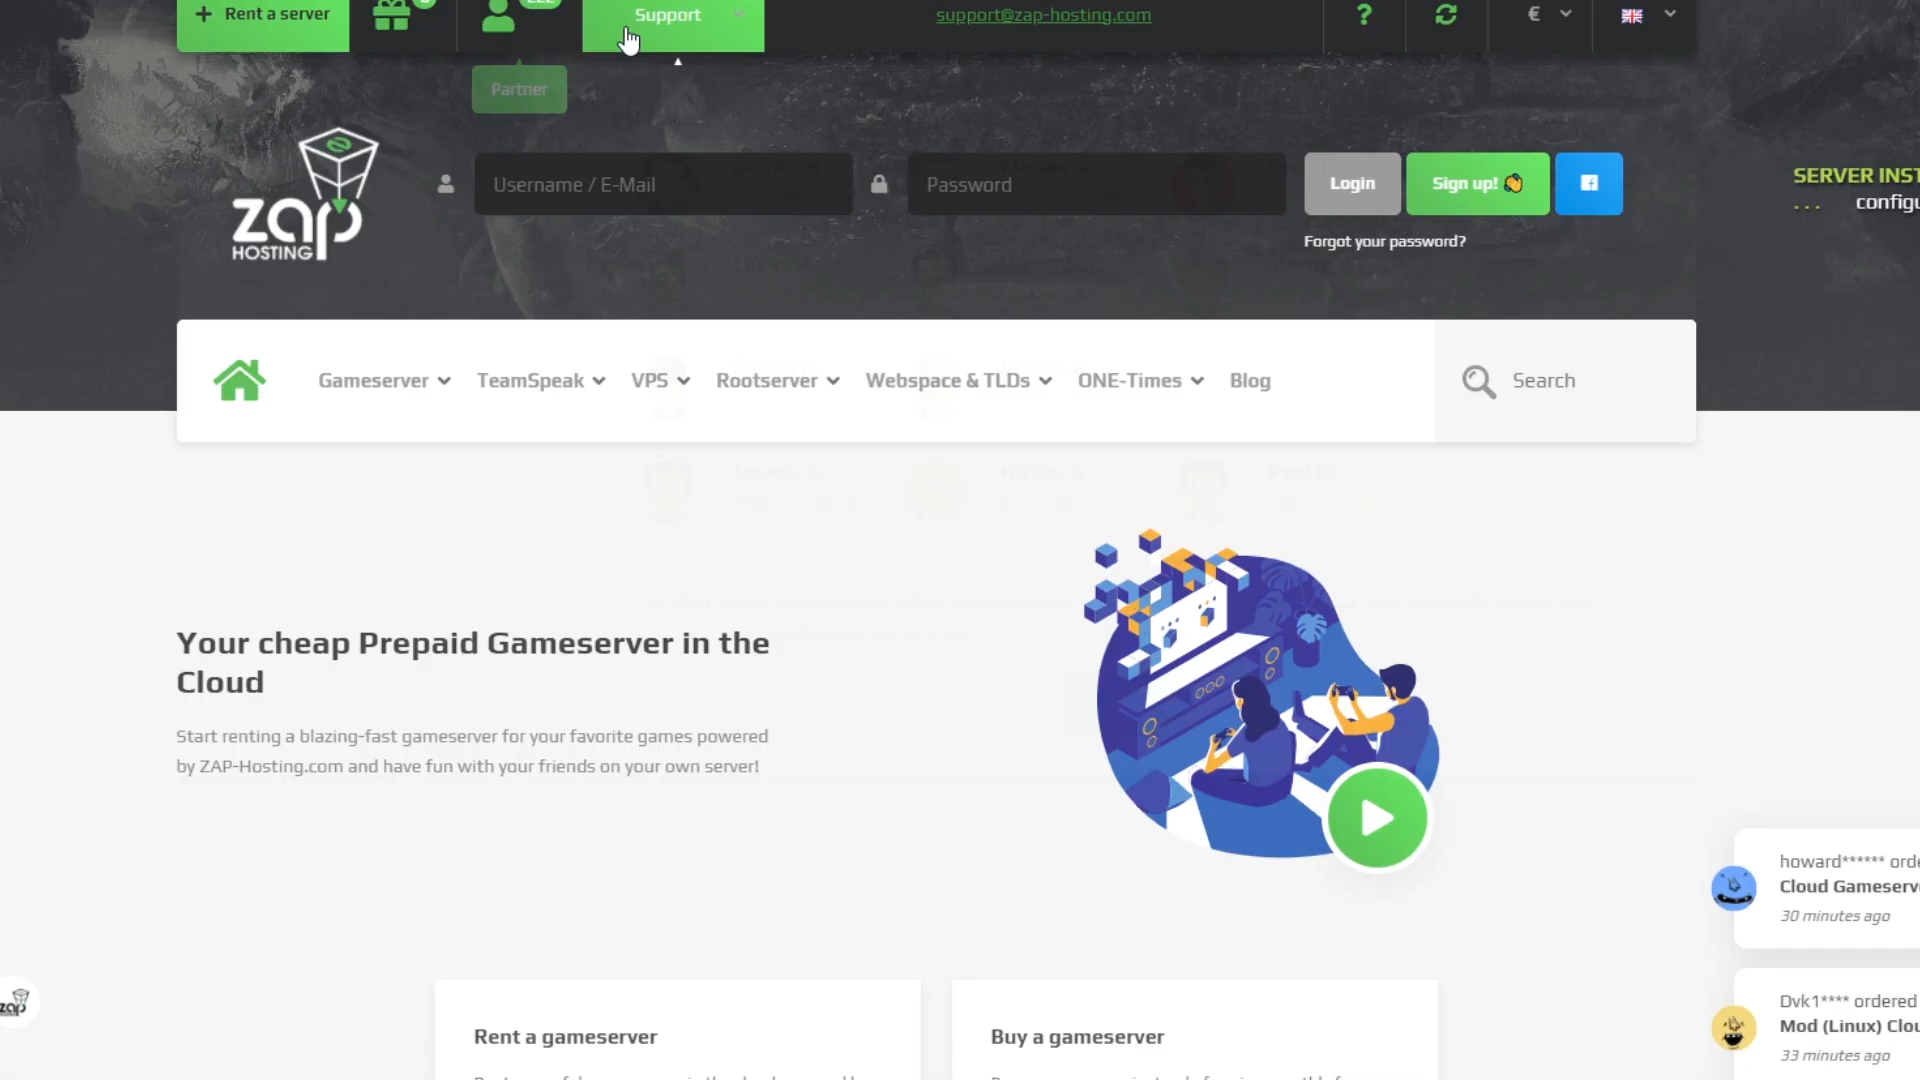 Rent a server
Support
support@zap-hosting.com
€
Partner
zap
HOSTING
Username / E-Mail
Password
Login
Sign up!
SERVER INST
... configu
Forgot your password?
Gameserver
TeamSpeak
VPS
Rootserver
Webspace & TLDs
ONE-Times
Blog
Search
Your cheap Prepaid Gameserver in the
Cloud
Start renting a blazing-fast gameserver for your favorite games powered
by ZAP-Hosting.com and have fun with your friends on your own server!
howard****** orde
Cloud Gameserve
30 minutes ago
Dvk1**** ordered
Mod (Linux) Clou
33 minutes ago
zap
Rent a gameserver
Buy a gameserver